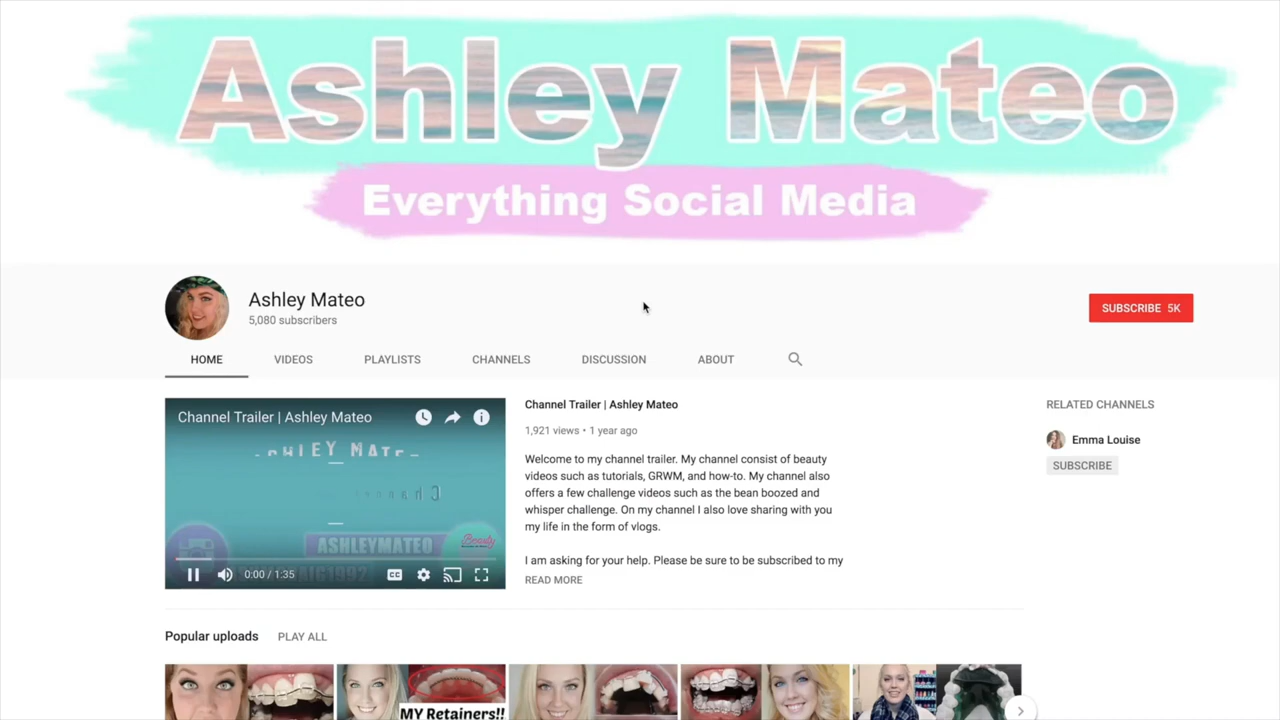 Ashley Mateo
Everything Social Media
Ashley Mateo
5,080 subscribers
SUBSCRIBE 5K
HOME
VIDEOS
PLAYLISTS
CHANNELS
DISCUSSION
ABOUT
Channel Trailer | Ashley Mateo
ASHLEYMATEO
Beauty
0:00 / 1:35
CC
Channel Trailer | Ashley Mateo
1,921 views • 1 year ago
Welcome to my channel trailer. My channel consist of beauty
videos such as tutorials, GRWM, and how-to. My channel also
offers a few challenge videos such as the bean boozed and
whisper challenge. On my channel I also love sharing with you
my life in the form of vlogs.
I am asking for your help. Please be sure to be subscribed to my
READ MORE
RELATED CHANNELS
Emma Louise
SUBSCRIBE
Popular uploads
PLAY ALL
MY Retainers!!